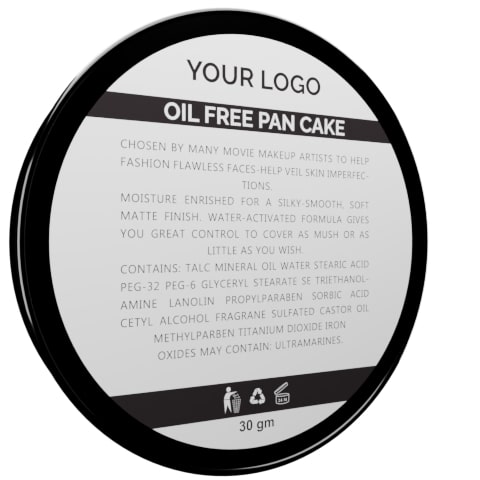 YOUR LOGO
OIL FREE PAN CAKE
CHOSEN BY MANY MOVIE MAKEUP ARTISTS TO HELP
FASHION FLAWLESS FACES-HELP VEIL SKIN IMPERFEC-
TIONS.
MOISTURE ENRISHED FOR A SILKY-SMOOTH, SOFT
MATTE FINISH. WATER-ACTIVATED FORMULA GIVES
YOU GREAT CONTROL TO COVER AS MUSH OR AS
LITTLE AS YOU WISH.
CONTAINS: TALC MINERAL OIL WATER STEARIC ACID
PEG-32 PEG-6 GLYCERYL STEARATE SE TRIETHANOL-
AMINE LANOLIN PROPYLPARABEN SORBIC ACID
CETYL ALCOHOL FRAGRANE SULFATED CASTOR OIL
METHYLPARBEN TITANIUM DIOXIDE IRON
OXIDES MAY CONTAIN: ULTRAMARINES.
30 gm